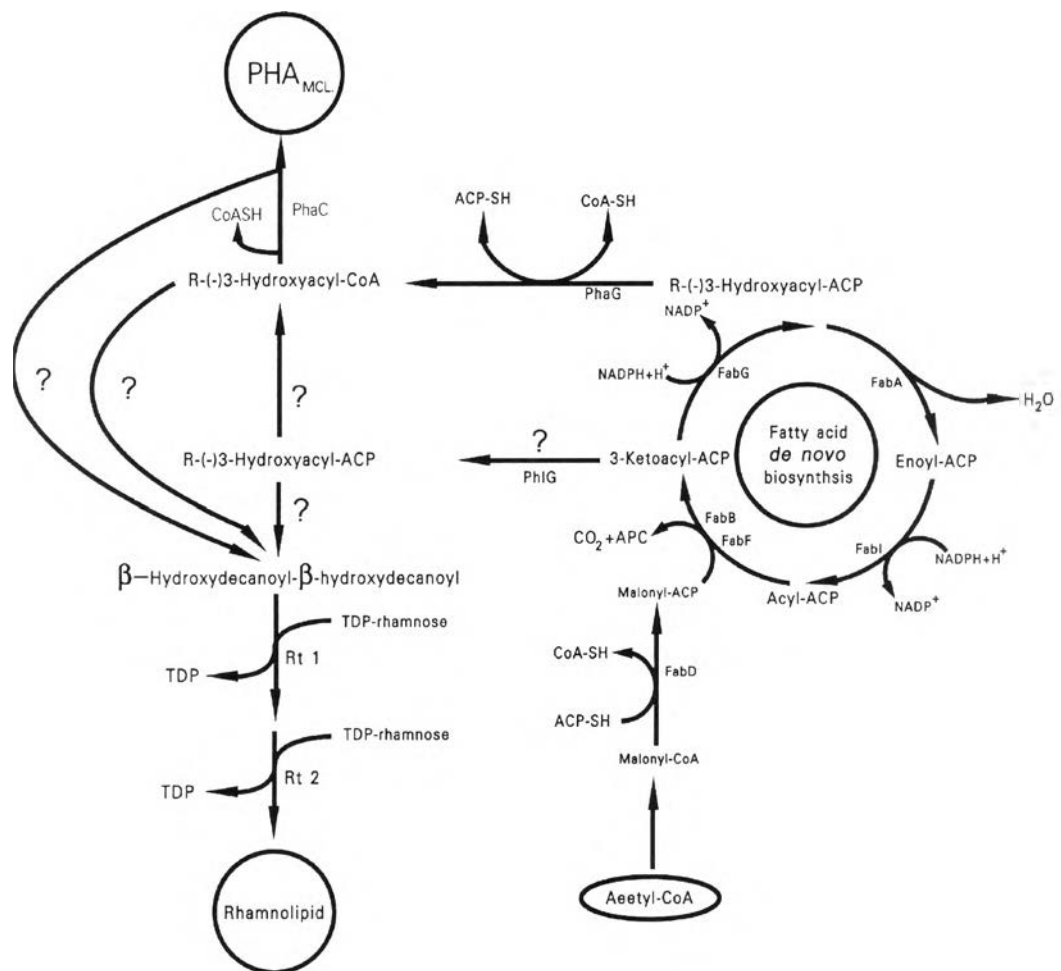 PHA MCL.
CoASH
PhaC
ACP-SH
CoA-SH
R-(-)3-Hydroxyacyl-CoA
PhaG
R-(-)3-Hydroxyacyl-ACP
NADP+
NADPH+H+
FabG
FabA
H2O
?
?
?
R-(-)3-Hydroxyacyl-ACP
?
PhlG
3-Ketoacyl-ACP
Fatty acid
de novo
biosynthsis
Enoyl-ACP
?
CO2+APC
FabB
FabF
FabI
NADPH+H+
NADP+
β-Hydroxydecanoyl-β-hydroxydecanoyl
Malonyl-ACP
Acyl-ACP
TDP-rhamnose
Rt 1
TDP
CoA-SH
FabD
ACP-SH
TDP-rhamnose
Rt 2
TDP
Malonyl-CoA
Rhamnolipid
Aeetyl-CoA